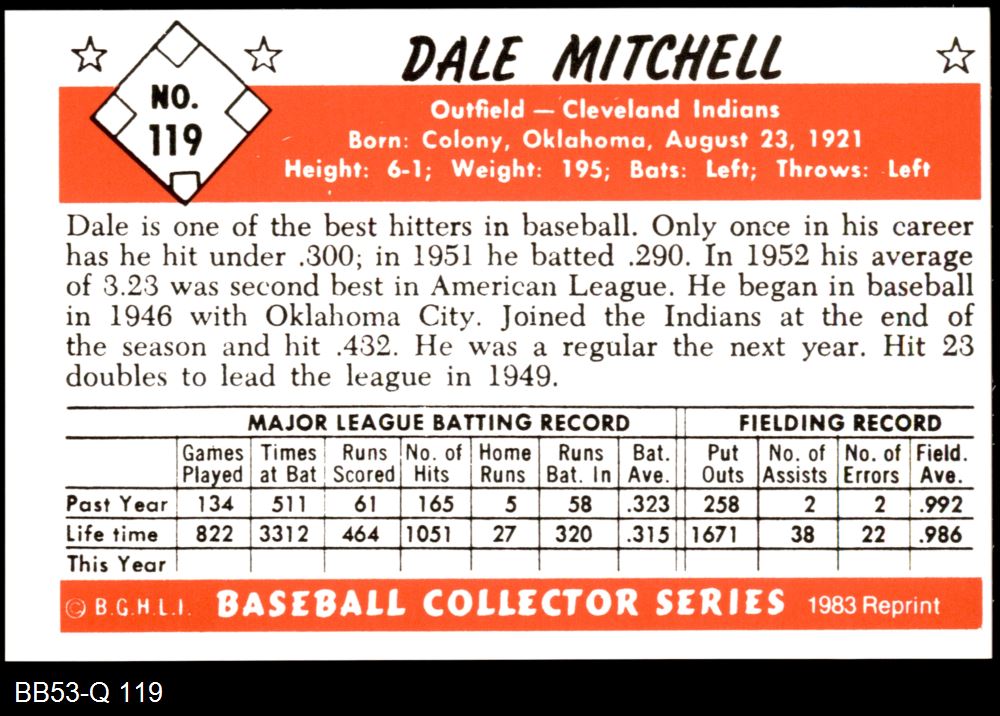 DALE MITCHELL
NO.
119
Outfield — Cleveland Indians
Born: Colony, Oklahoma, August 23, 1921
Height: 6-1; Weight: 195; Bats: Left; Throws: Left
Dale is one of the best hitters in baseball. Only once in his career
has he hit under .300; in 1951 he batted .290. In 1952 his average
of 3.23 was second best in American League. He began in baseball
in 1946 with Oklahoma City. Joined the Indians at the end of
the season and hit .432. He was a regular the next year. Hit 23
doubles to lead the league in 1949.
MAJOR LEAGUE BATTING RECORD FIELDING RECORD
Games Times Runs No. of Home Runs Bat. Put No. of No. of Field.
Played at Bat Scored Hits Runs Bat. In Ave. Outs Assists Errors Ave.
Past Year 134 511 61 165 5 58 .323 258 2 2 .992
Life time 822 3312 464 1051 27 320 .315 1671 38 22 .986
This Year
© B.G.H.L.I. BASEBALL COLLECTOR SERIES 1983 Reprint
BB53-Q 119